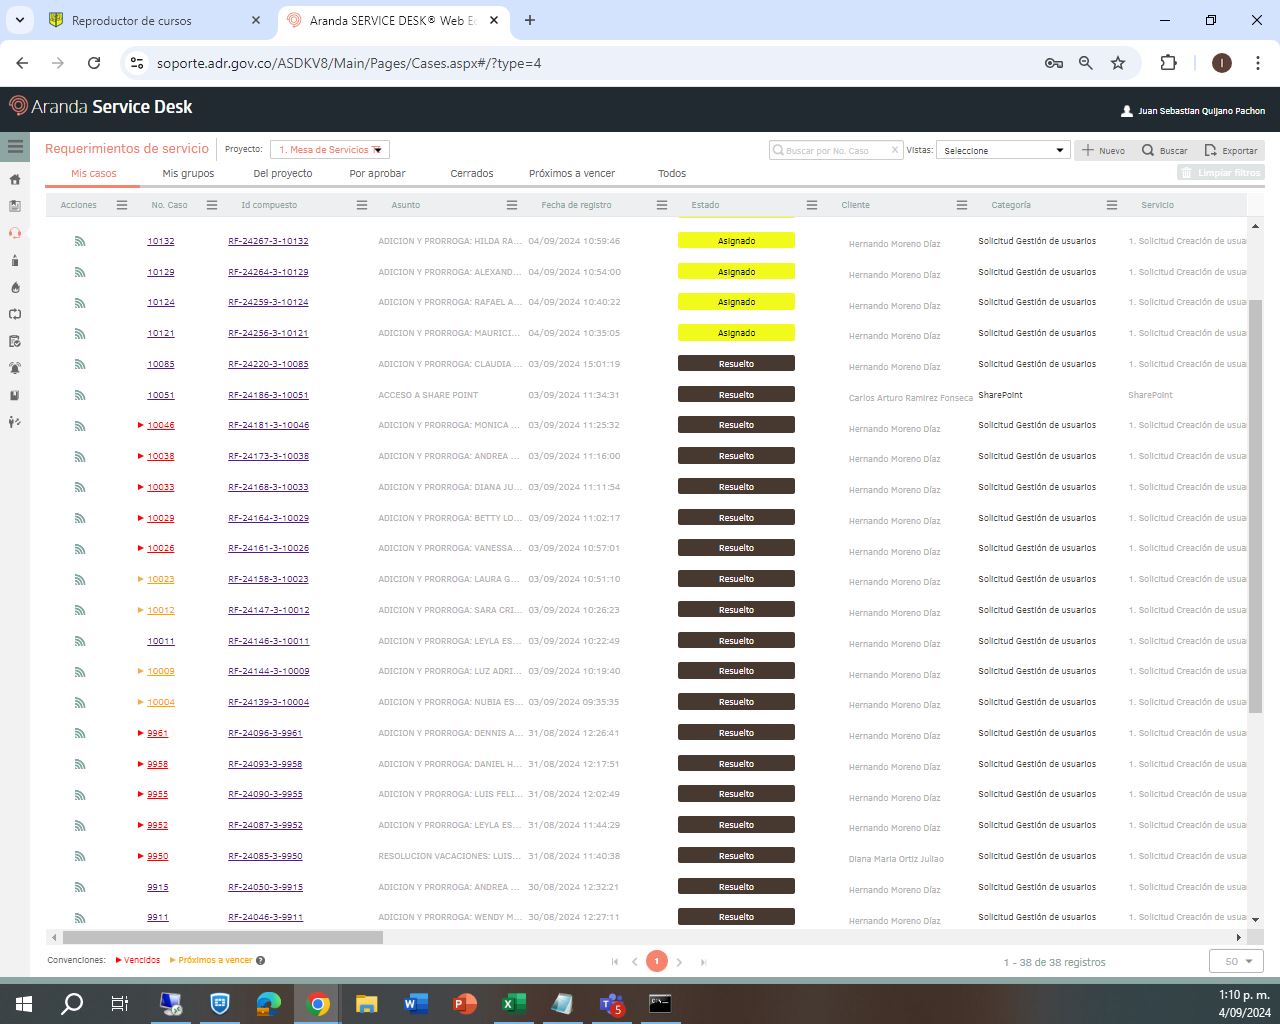 Reproductor de cursos
Aranda SERVICE DESK® Web Ec
soporte.adr.gov.co/ASDKV8/Main/Pages/Cases.aspx#/?type=4
I
Aranda Service Desk
Juan Sebastian Quijano Pachon
Requerimientos de servicio
Proyecto:
1. Mesa de Servicios
Buscar por No. Caso
Vistas:
Seleccione
Nuevo
Buscar
Exportar
Mis casos
Mis grupos
Del proyecto
Por aprobar
Cerrados
Próximos a vencer
Todos
Limpiar filtros
Acciones No. Caso Id compuesto Asunto Fecha de registro Estado Cliente Categoría Servicio
10132 RF-24267-3-10132 ADICION Y PRORROGA: HILDA RA... 04/09/2024 10:59:46 Asignado Hernando Moreno Díaz Solicitud Gestión de usuarios 1. Solicitud Creación de usua
10129 RF-24264-3-10129 ADICION Y PRORROGA: ALEXAND... 04/09/2024 10:54:00 Asignado Hernando Moreno Díaz Solicitud Gestión de usuarios 1. Solicitud Creación de usua
10124 RF-24259-3-10124 ADICION Y PRORROGA: RAFAEL A... 04/09/2024 10:40:22 Asignado Hernando Moreno Díaz Solicitud Gestión de usuarios 1. Solicitud Creación de usua
10121 RF-24256-3-10121 ADICION Y PRORROGA: MAURICI... 04/09/2024 10:35:05 Asignado Hernando Moreno Díaz Solicitud Gestión de usuarios 1. Solicitud Creación de usua
10085 RF-24220-3-10085 ADICION Y PRORROGA: CLAUDIA ... 03/09/2024 15:01:19 Resuelto Hernando Moreno Díaz Solicitud Gestión de usuarios 1. Solicitud Creación de usua
10051 RF-24186-3-10051 ACCESO A SHARE POINT 03/09/2024 11:34:31 Resuelto Carlos Arturo Ramirez Fonseca SharePoint SharePoint
10046 RF-24181-3-10046 ADICION Y PRORROGA: MONICA ... 03/09/2024 11:25:32 Resuelto Hernando Moreno Díaz Solicitud Gestión de usuarios 1. Solicitud Creación de usua
10038 RF-24173-3-10038 ADICION Y PRORROGA: ANDREA ... 03/09/2024 11:16:00 Resuelto Hernando Moreno Díaz Solicitud Gestión de usuarios 1. Solicitud Creación de usua
10033 RF-24168-3-10033 ADICION Y PRORROGA: DIANA JU... 03/09/2024 11:11:54 Resuelto Hernando Moreno Díaz Solicitud Gestión de usuarios 1. Solicitud Creación de usua
10029 RF-24164-3-10029 ADICION Y PRORROGA: BETTY LO... 03/09/2024 11:02:17 Resuelto Hernando Moreno Díaz Solicitud Gestión de usuarios 1. Solicitud Creación de usua
10026 RF-24161-3-10026 ADICION Y PRORROGA: VANESSA... 03/09/2024 10:57:01 Resuelto Hernando Moreno Díaz Solicitud Gestión de usuarios 1. Solicitud Creación de usua
10023 RF-24158-3-10023 ADICION Y PRORROGA: LAURA G... 03/09/2024 10:51:10 Resuelto Hernando Moreno Díaz Solicitud Gestión de usuarios 1. Solicitud Creación de usua
10012 RF-24147-3-10012 ADICION Y PRORROGA: SARA CRI... 03/09/2024 10:26:23 Resuelto Hernando Moreno Díaz Solicitud Gestión de usuarios 1. Solicitud Creación de usua
10011 RF-24146-3-10011 ADICION Y PRORROGA: LEYLA ES... 03/09/2024 10:22:49 Resuelto Hernando Moreno Díaz Solicitud Gestión de usuarios 1. Solicitud Creación de usua
10009 RF-24144-3-10009 ADICION Y PRORROGA: LUZ ADRI... 03/09/2024 10:19:40 Resuelto Hernando Moreno Díaz Solicitud Gestión de usuarios 1. Solicitud Creación de usua
10004 RF-24139-3-10004 ADICION Y PRORROGA: NUBIA ES... 03/09/2024 09:35:35 Resuelto Hernando Moreno Díaz Solicitud Gestión de usuarios 1. Solicitud Creación de usua
9961 RF-24096-3-9961 ADICION Y PRORROGA: DENNIS A... 31/08/2024 12:26:41 Resuelto Hernando Moreno Díaz Solicitud Gestión de usuarios 1. Solicitud Creación de usua
9958 RF-24093-3-9958 ADICION Y PRORROGA: DANIEL H... 31/08/2024 12:17:51 Resuelto Hernando Moreno Díaz Solicitud Gestión de usuarios 1. Solicitud Creación de usua
9955 RF-24090-3-9955 ADICION Y PRORROGA: LUIS FELI... 31/08/2024 12:02:49 Resuelto Hernando Moreno Díaz Solicitud Gestión de usuarios 1. Solicitud Creación de usua
9952 RF-24087-3-9952 ADICION Y PRORROGA: LEYLA ES... 31/08/2024 11:44:29 Resuelto Hernando Moreno Díaz Solicitud Gestión de usuarios 1. Solicitud Creación de usua
9950 RF-24085-3-9950 RESOLUCION VACACIONES: LUIS... 31/08/2024 11:40:38 Resuelto Diana Maria Ortiz Juliao Solicitud Gestión de usuarios 1. Solicitud Creación de usua
9915 RF-24050-3-9915 ADICION Y PRORROGA: ANDREA ... 30/08/2024 12:32:21 Resuelto Hernando Moreno Díaz Solicitud Gestión de usuarios 1. Solicitud Creación de usua
9911 RF-24046-3-9911 ADICION Y PRORROGA: WENDY M... 30/08/2024 12:27:11 Resuelto Hernando Moreno Díaz Solicitud Gestión de usuarios 1. Solicitud Creación de usua
Convenciones: Vencidos Próximos a vencer
1
1 - 38 de 38 registros
50
5
1:10 p. m.
4/09/2024